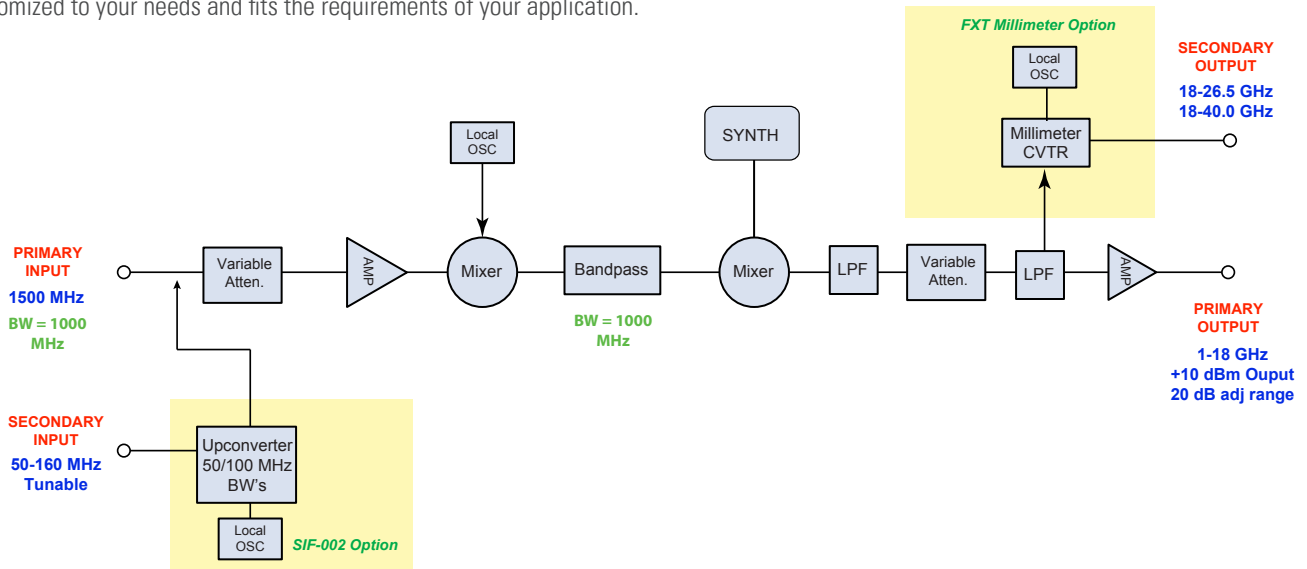 omized to your needs and fits the requirements of your application.
FXT Millimeter Option
Local
OSC
Millimeter
CVTR
SECONDARY
OUTPUT
18-26.5 GHz
18-40.0 GHz
Local
OSC
SYNTH
PRIMARY
INPUT
1500 MHz
BW = 1000
MHz
Variable
Atten.
AMP
Mixer
Bandpass
BW = 1000
MHz
Mixer
LPF
Variable
Atten.
LPF
AMP
PRIMARY
OUTPUT
1-18 GHz
+10 dBm Ouput
20 dB adj range
SECONDARY
INPUT
50-160 MHz
Tunable
Upconverter
50/100 MHz
BW's
Local
OSC
SIF-002 Option